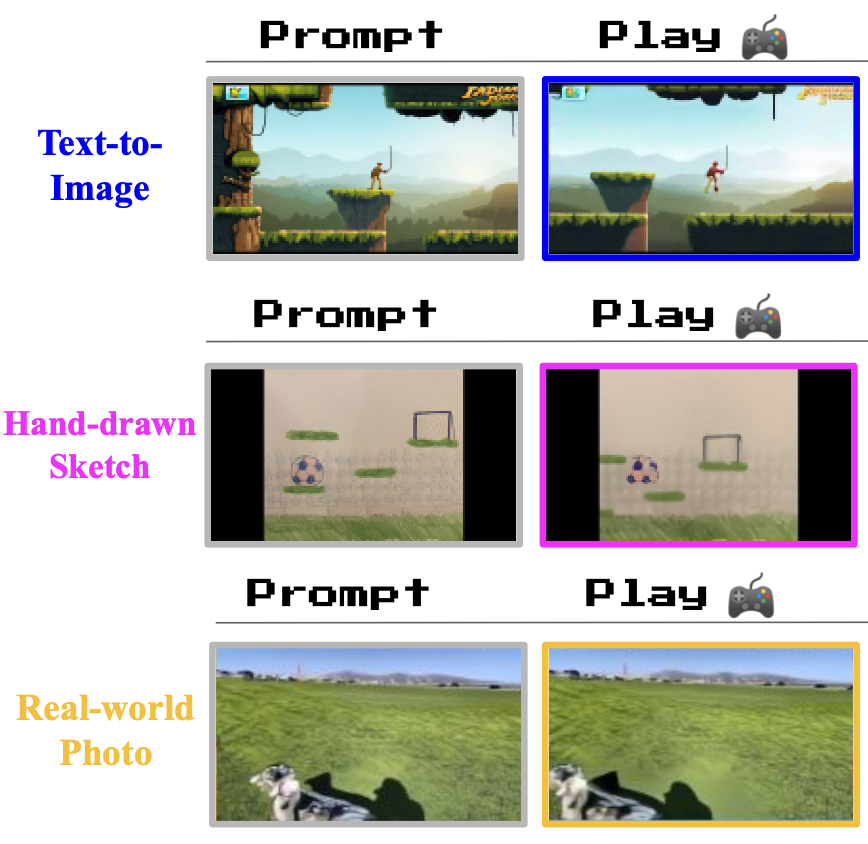 Prompt Play
Text-to-
Image
Prompt Play
Hand-drawn
Sketch
Prompt Play
Real-world
Photo